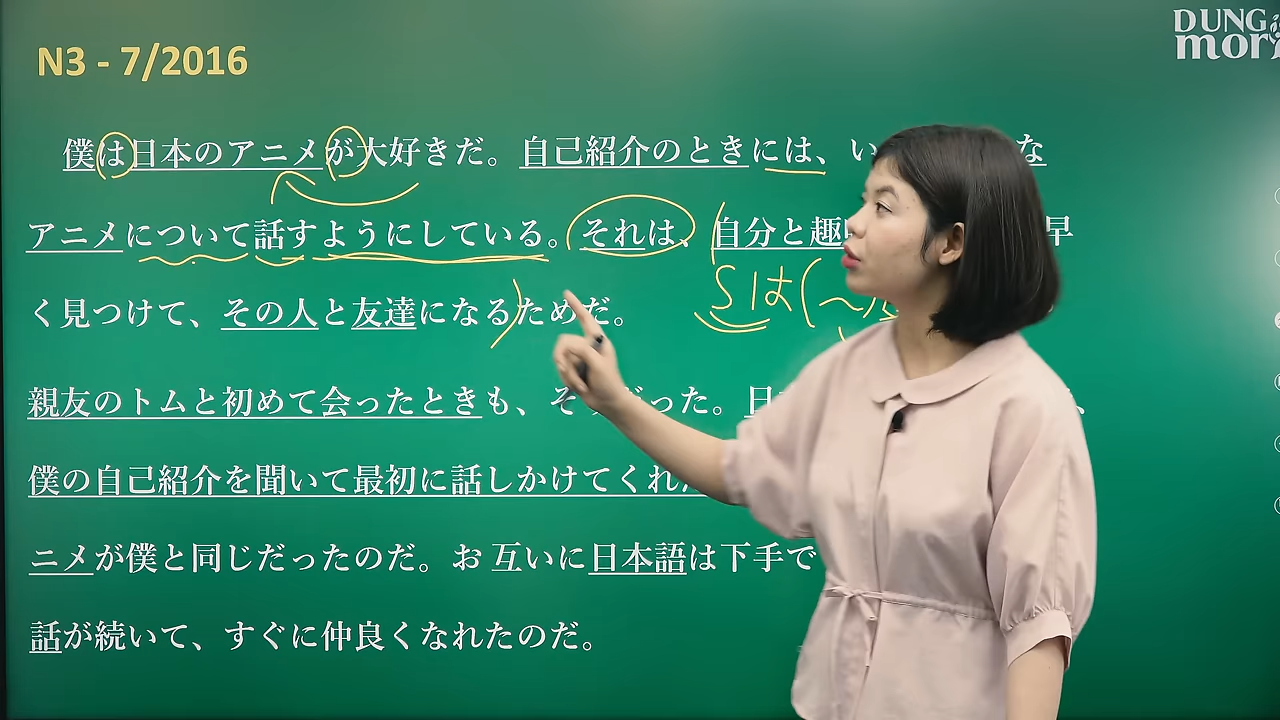 N3 - 7/2016
DUNG
mori
僕は日本のアニメが大好きだ。自己紹介のときには、い な
アニメについて話すようにしている。それは、自分と趣 早
く見つけて、その人と友達になるためだ。
親友のトムと初めて会ったときも、そ だった。日
僕の自己紹介を聞いて最初に話しかけてくれ
ニメが僕と同じだったのだ。お互いに日本語は下手で
話が続いて、すぐに仲良くなれたのだ。